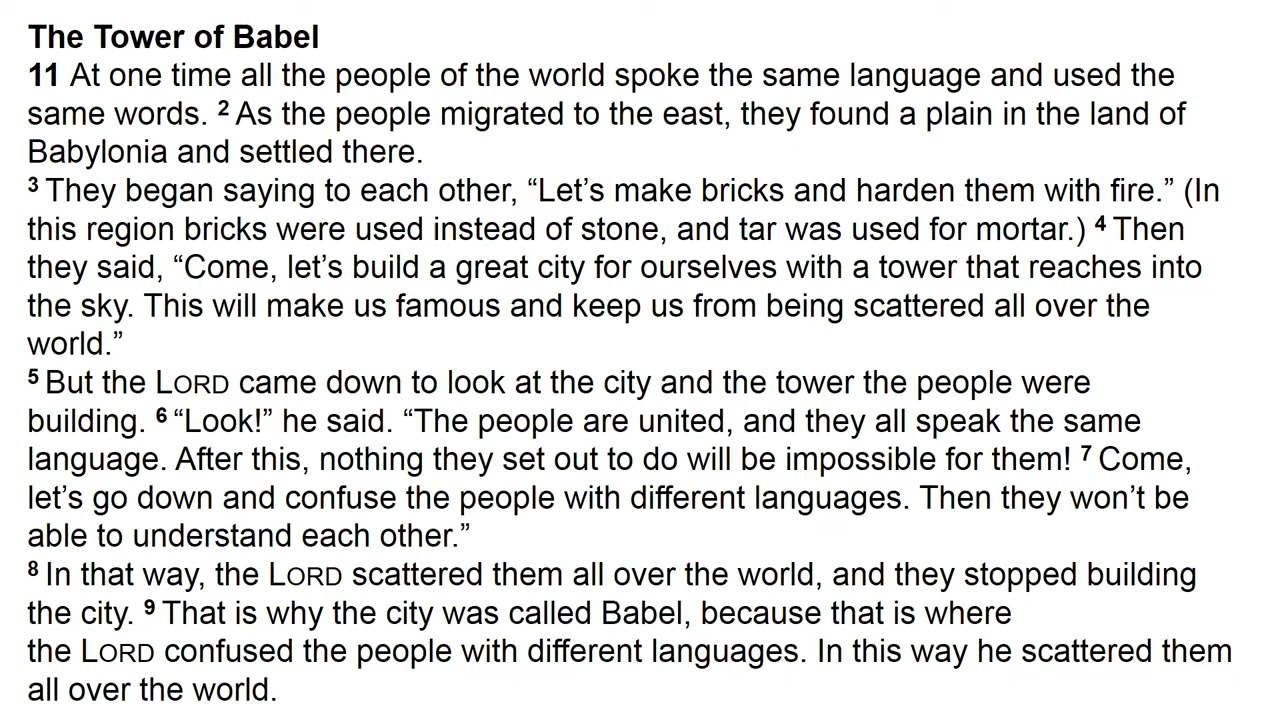 The Tower of Babel
11 At one time all the people of the world spoke the same language and used the
same words. 2 As the people migrated to the east, they found a plain in the land of
Babylonia and settled there.
3 They began saying to each other, “Let’s make bricks and harden them with fire.” (In
this region bricks were used instead of stone, and tar was used for mortar.) 4 Then
they said, “Come, let’s build a great city for ourselves with a tower that reaches into
the sky. This will make us famous and keep us from being scattered all over the
world.”
5 But the LORD came down to look at the city and the tower the people were
building. 6 “Look!” he said. “The people are united, and they all speak the same
language. After this, nothing they set out to do will be impossible for them! 7 Come,
let’s go down and confuse the people with different languages. Then they won’t be
able to understand each other.”
8 In that way, the LORD scattered them all over the world, and they stopped building
the city. 9 That is why the city was called Babel, because that is where
the LORD confused the people with different languages. In this way he scattered them
all over the world.